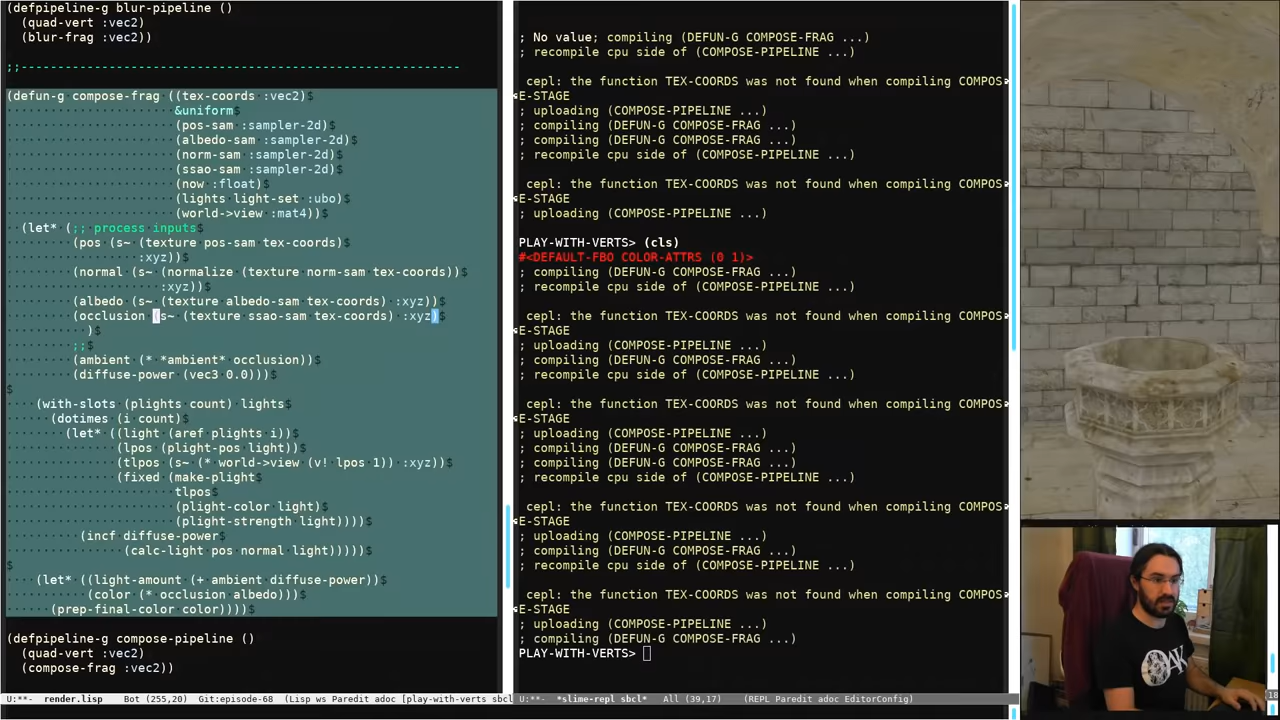 (defpipeline-g blur-pipeline ()
  (quad-vert :vec2)
  (blur-frag :vec2))
;;------------------------------------------------------------
(defun-g compose-frag ((tex-coords :vec2)$
                       &uniform$
                       (pos-sam :sampler-2d)$
                       (albedo-sam :sampler-2d)$
                       (norm-sam :sampler-2d)$
                       (ssao-sam :sampler-2d)$
                       (now :float)$
                       (lights light-set :ubo)$
                       (world->view :mat4))$
  (let* (;; process inputs$
         (pos (s~ (texture pos-sam tex-coords)$
                  :xyz))$
         (normal (s~ (normalize (texture norm-sam tex-coords))$
                     :xyz))$
         (albedo (s~ (texture albedo-sam tex-coords) :xyz))$
         (occlusion (s~ (texture ssao-sam tex-coords) :xyz)$
           )$
         ;;$
         (ambient (* *ambient* occlusion))$
         (diffuse-power (vec3 0.0)))$
$
    (with-slots (plights count) lights$
      (dotimes (i count)$
        (let* ((light (aref plights i))$
               (lpos (plight-pos light))$
               (tlpos (s~ (* world->view (v! lpos 1)) :xyz))$
               (fixed (make-plight$
                       tlpos$
                       (plight-color light)$
                       (plight-strength light))))$
          (incf diffuse-power$
                (calc-light pos normal light)))))$
$
    (let* ((light-amount (+ ambient diffuse-power))$
           (color (* occlusion albedo)))$
      (prep-final-color color))))$
(defpipeline-g compose-pipeline ()
  (quad-vert :vec2)
  (compose-frag :vec2))
U:**-  render.lisp    Bot (255,20)  Git:episode-68  (Lisp ws Paredit adoc [play-with-verts sbcl
; No value; compiling (DEFUN-G COMPOSE-FRAG ...)
; recompile cpu side of (COMPOSE-PIPELINE ...)
cepl: the function TEX-COORDS was not found when compiling COMPOS
E-STAGE
; uploading (COMPOSE-PIPELINE ...)
; compiling (DEFUN-G COMPOSE-FRAG ...)
; compiling (DEFUN-G COMPOSE-FRAG ...)
; recompile cpu side of (COMPOSE-PIPELINE ...)
cepl: the function TEX-COORDS was not found when compiling COMPOS
E-STAGE
; uploading (COMPOSE-PIPELINE ...)
PLAY-WITH-VERTS> (cls)
#<DEFAULT-FBO COLOR-ATTRS (0 1)>
; compiling (DEFUN-G COMPOSE-FRAG ...)
; recompile cpu side of (COMPOSE-PIPELINE ...)
cepl: the function TEX-COORDS was not found when compiling COMPOS
E-STAGE
; uploading (COMPOSE-PIPELINE ...)
; compiling (DEFUN-G COMPOSE-FRAG ...)
; recompile cpu side of (COMPOSE-PIPELINE ...)
cepl: the function TEX-COORDS was not found when compiling COMPOS
E-STAGE
; uploading (COMPOSE-PIPELINE ...)
; compiling (DEFUN-G COMPOSE-FRAG ...)
; compiling (DEFUN-G COMPOSE-FRAG ...)
; recompile cpu side of (COMPOSE-PIPELINE ...)
cepl: the function TEX-COORDS was not found when compiling COMPOS
E-STAGE
; uploading (COMPOSE-PIPELINE ...)
; compiling (DEFUN-G COMPOSE-FRAG ...)
; recompile cpu side of (COMPOSE-PIPELINE ...)
cepl: the function TEX-COORDS was not found when compiling COMPOS
E-STAGE
; uploading (COMPOSE-PIPELINE ...)
; compiling (DEFUN-G COMPOSE-FRAG ...)
PLAY-WITH-VERTS>
U:**-  *slime-repl sbcl*   All (39,17)    (REPL Paredit adoc EditorConfig)
18